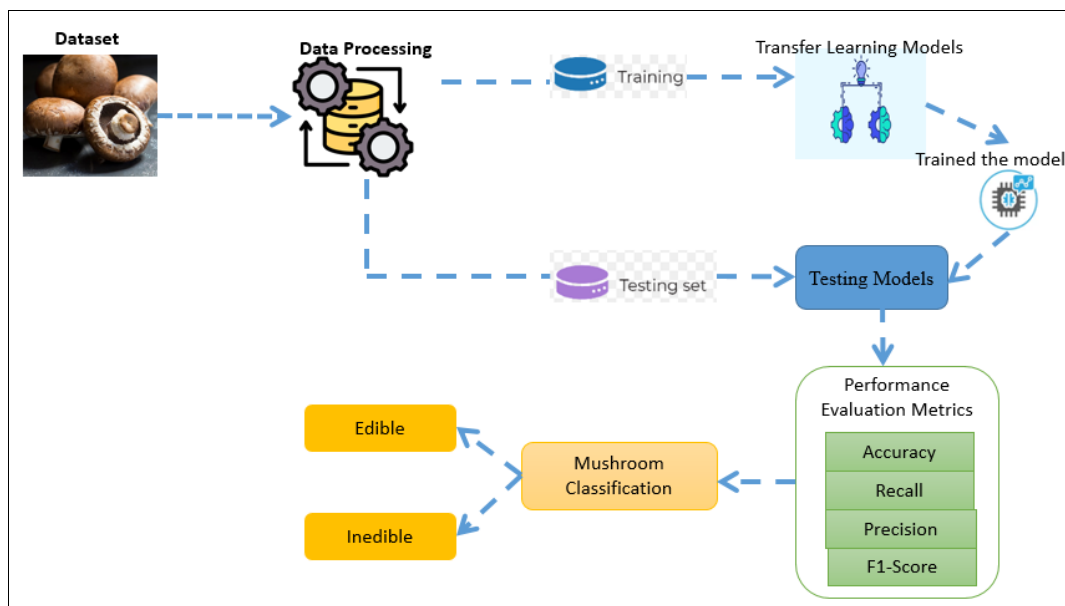 Dataset
Data Processing
Training
Transfer Learning Models
Trained the model
Testing set
Testing Models
Performance
Evaluation Metrics
Accuracy
Recall
Precision
F1-Score
Mushroom
Classification
Edible
Inedible